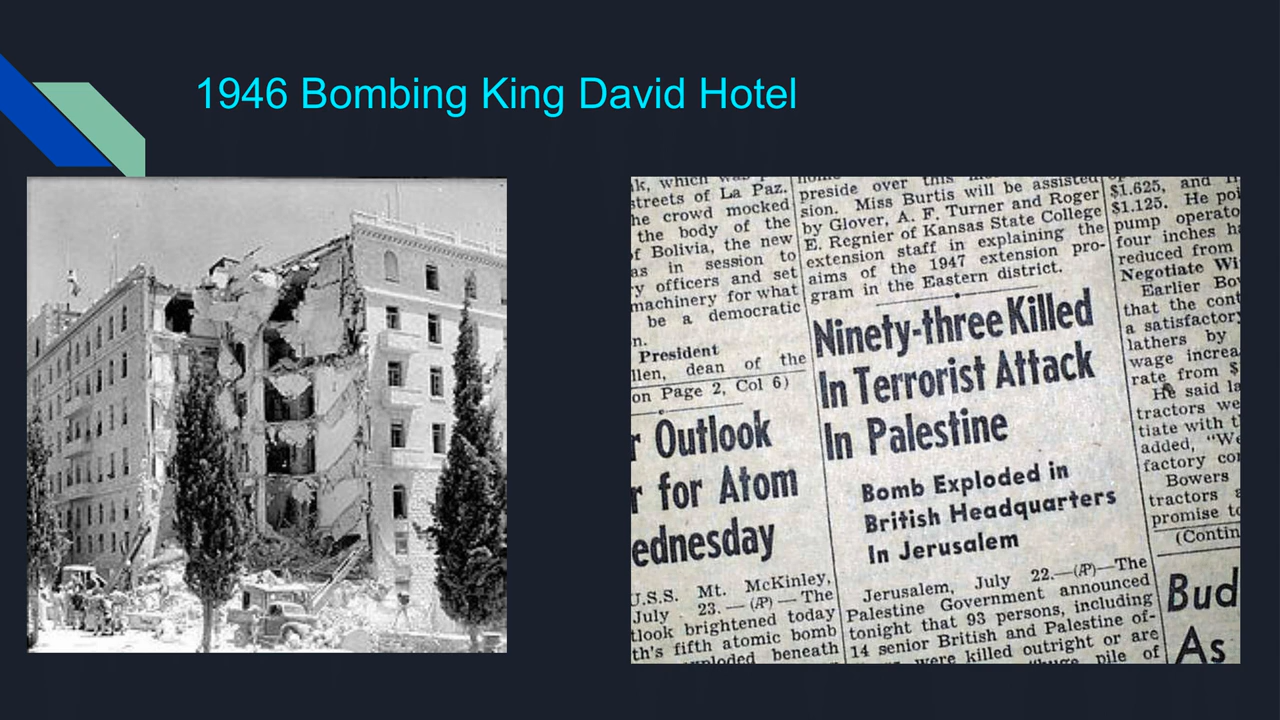 1946 Bombing King David Hotel
streets of La Paz.
he crowd mocked
the body of the
f Bolivia, the new
as in session to
y officers and set
machinery for what
be a democratic
n.
President
llen, dean of the
on Page 2, Col 6)
r Outlook
r for Atom
ednesday
U.S.S. Mt. McKinley,
July 23. — (AP) — The
tlook brightened today
th's fifth atomic bomb
xploded beneath
preside over this
sion. Miss Burtis will be assisted
by Glover, A. F. Turner and Roger
E. Regnier of Kansas State College
extension staff in explaining the
aims of the 1947 extension pro-
gram in the Eastern district.
Ninety-three Killed
In Terrorist Attack
In Palestine
Bomb Exploded in
British Headquarters
In Jerusalem
Jerusalem, July 22.—(AP)—The
Palestine Government announced
tonight that 93 persons, including
14 senior British and Palestine of-
were killed outright or are
pile of
$1.625, and
$1.125. He poi
pump operato
four inches h
reduced from
Negotiate Wi
Earlier Bo
that the cont
a satisfactory
lathers by
wage increa
rate from $
He said la
tractors we
tiate with t
added, "We
factory co
Bowers
tractors a
promise to
(Contin
Bud
As